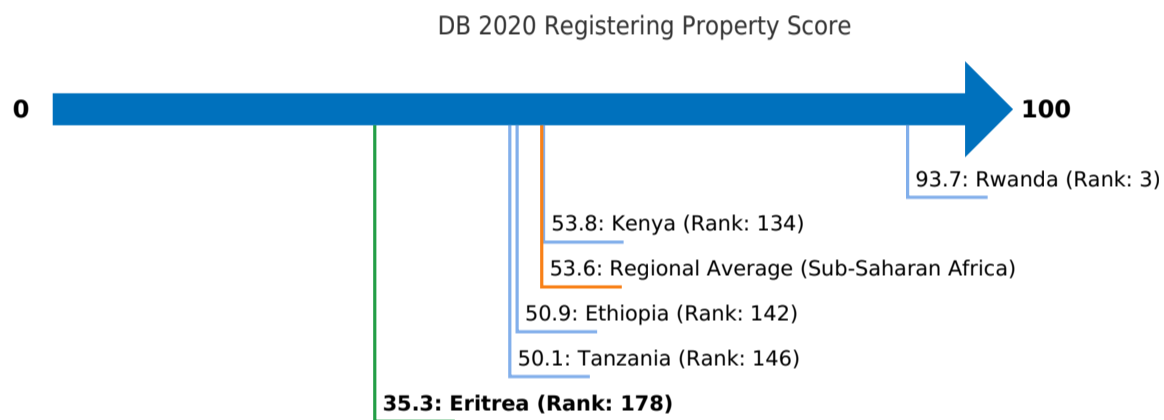 DB 2020 Registering Property Score
0
100
93.7: Rwanda (Rank: 3)
53.8: Kenya (Rank: 134)
53.6: Regional Average (Sub-Saharan Africa)
50.9: Ethiopia (Rank: 142)
50.1: Tanzania (Rank: 146)
35.3: Eritrea (Rank: 178)